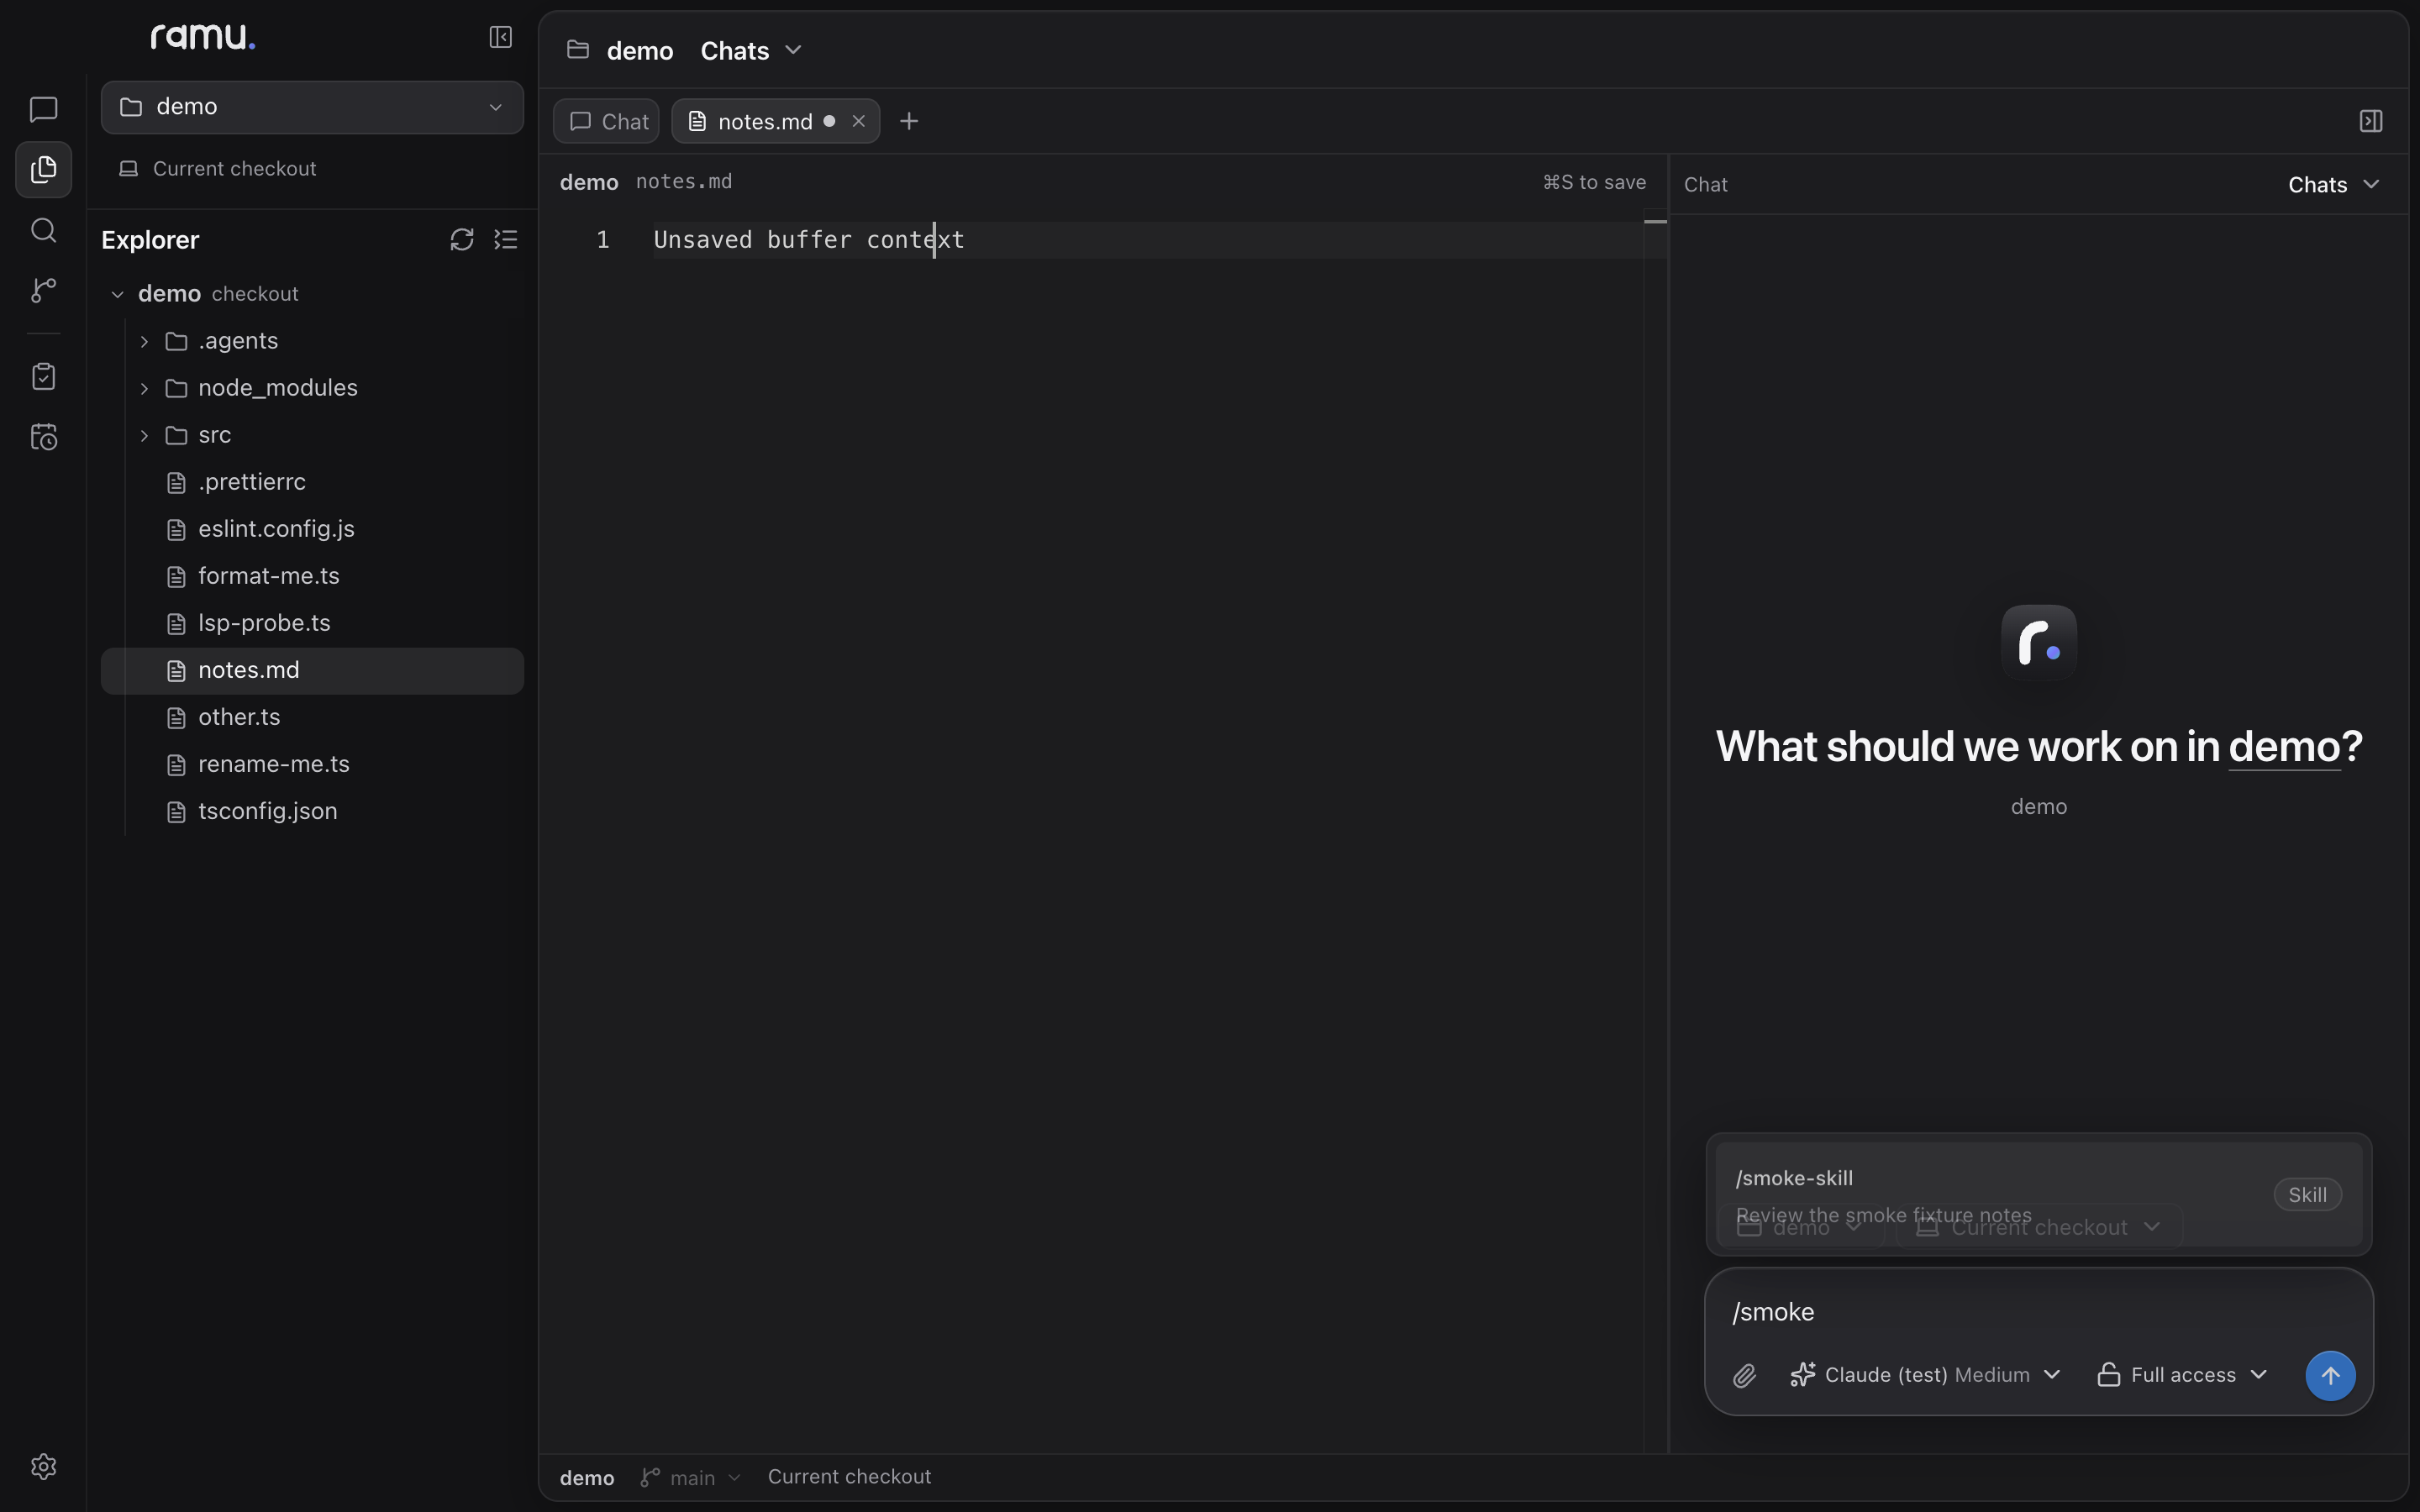 ramu.
demo
Current checkout
Explorer
demo checkout
.agents
node_modules
src
.prettierrc
eslint.config.js
format-me.ts
lsp-probe.ts
notes.md
other.ts
rename-me.ts
tsconfig.json
demo Chats
Chat
notes.md
demo notes.md
⌘S to save
1 Unsaved buffer context
Chat
Chats
What should we work on in demo?
demo
/smoke-skill
Skill
Review the smoke fixture notes
demo
Current checkout
/smoke
Claude (test) Medium
Full access
demo main Current checkout